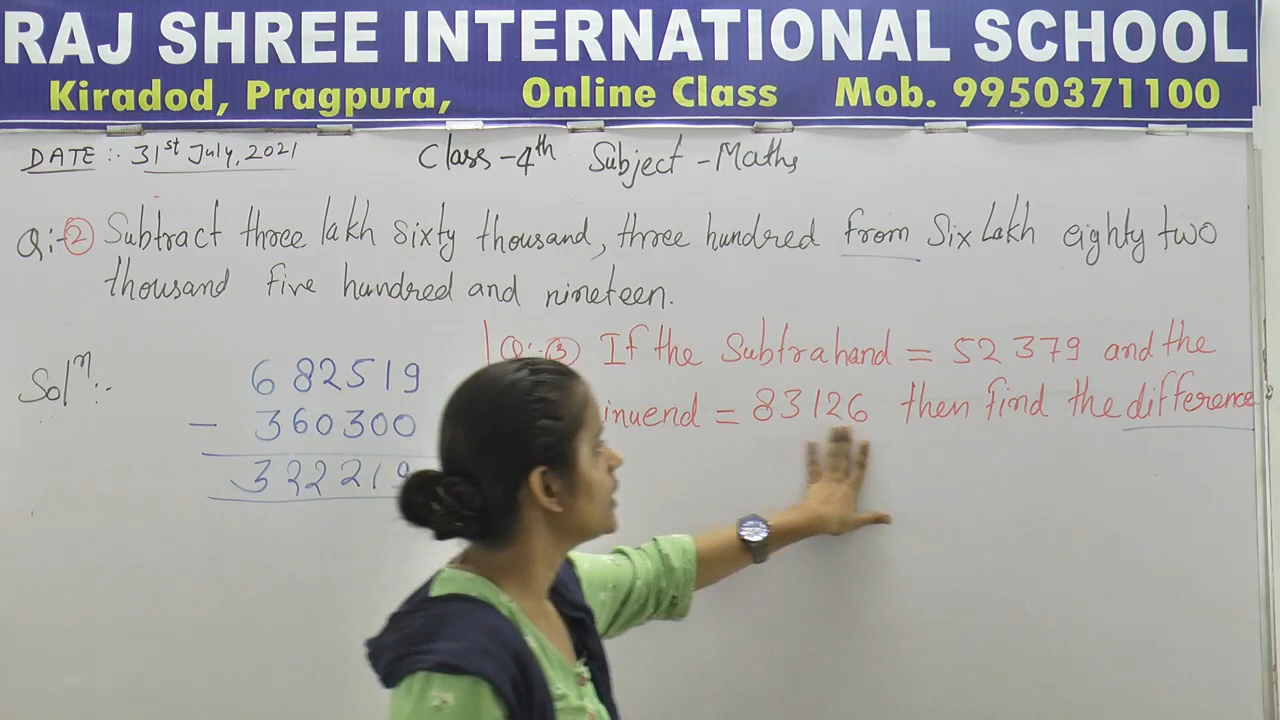 RAJ SHREE INTERNATIONAL SCHOOL
Kiradod, Pragpura, Online Class Mob. 9950371100
DATE :- 31st July, 2021 Class-4th Subject-Maths
Q:-2 Subtract three lakh sixty thousand, three hundred from Six Lakh eighty two
thousand five hundred and nineteen.
Soln:-
682519
- 360300
322219
Q:-3 If the Subtrahand = 52379 and the
inuend = 83126 then find the difference